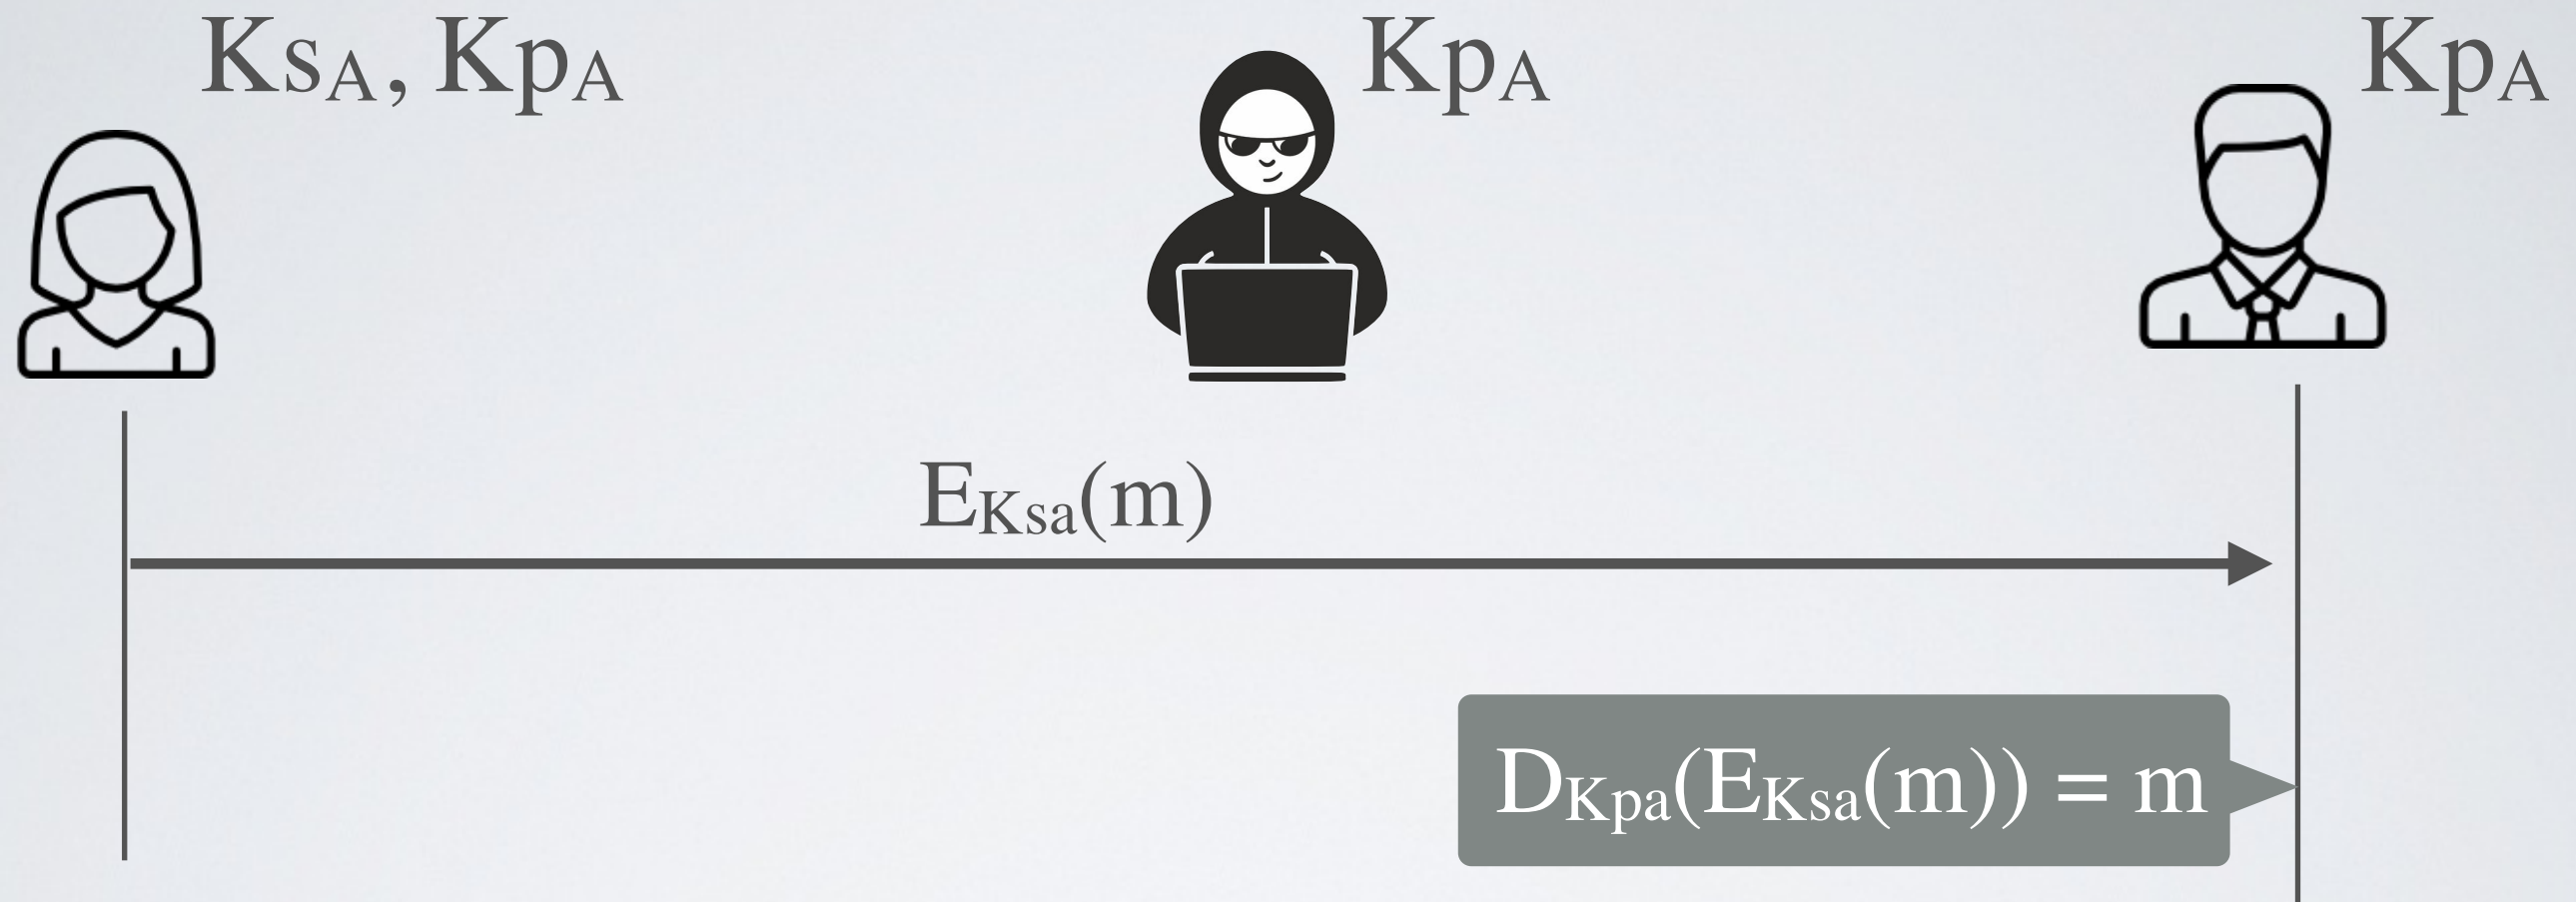 KsA, KpA
KpA
KpA
EKsa(m)
DKpa(EKsa(m)) = m